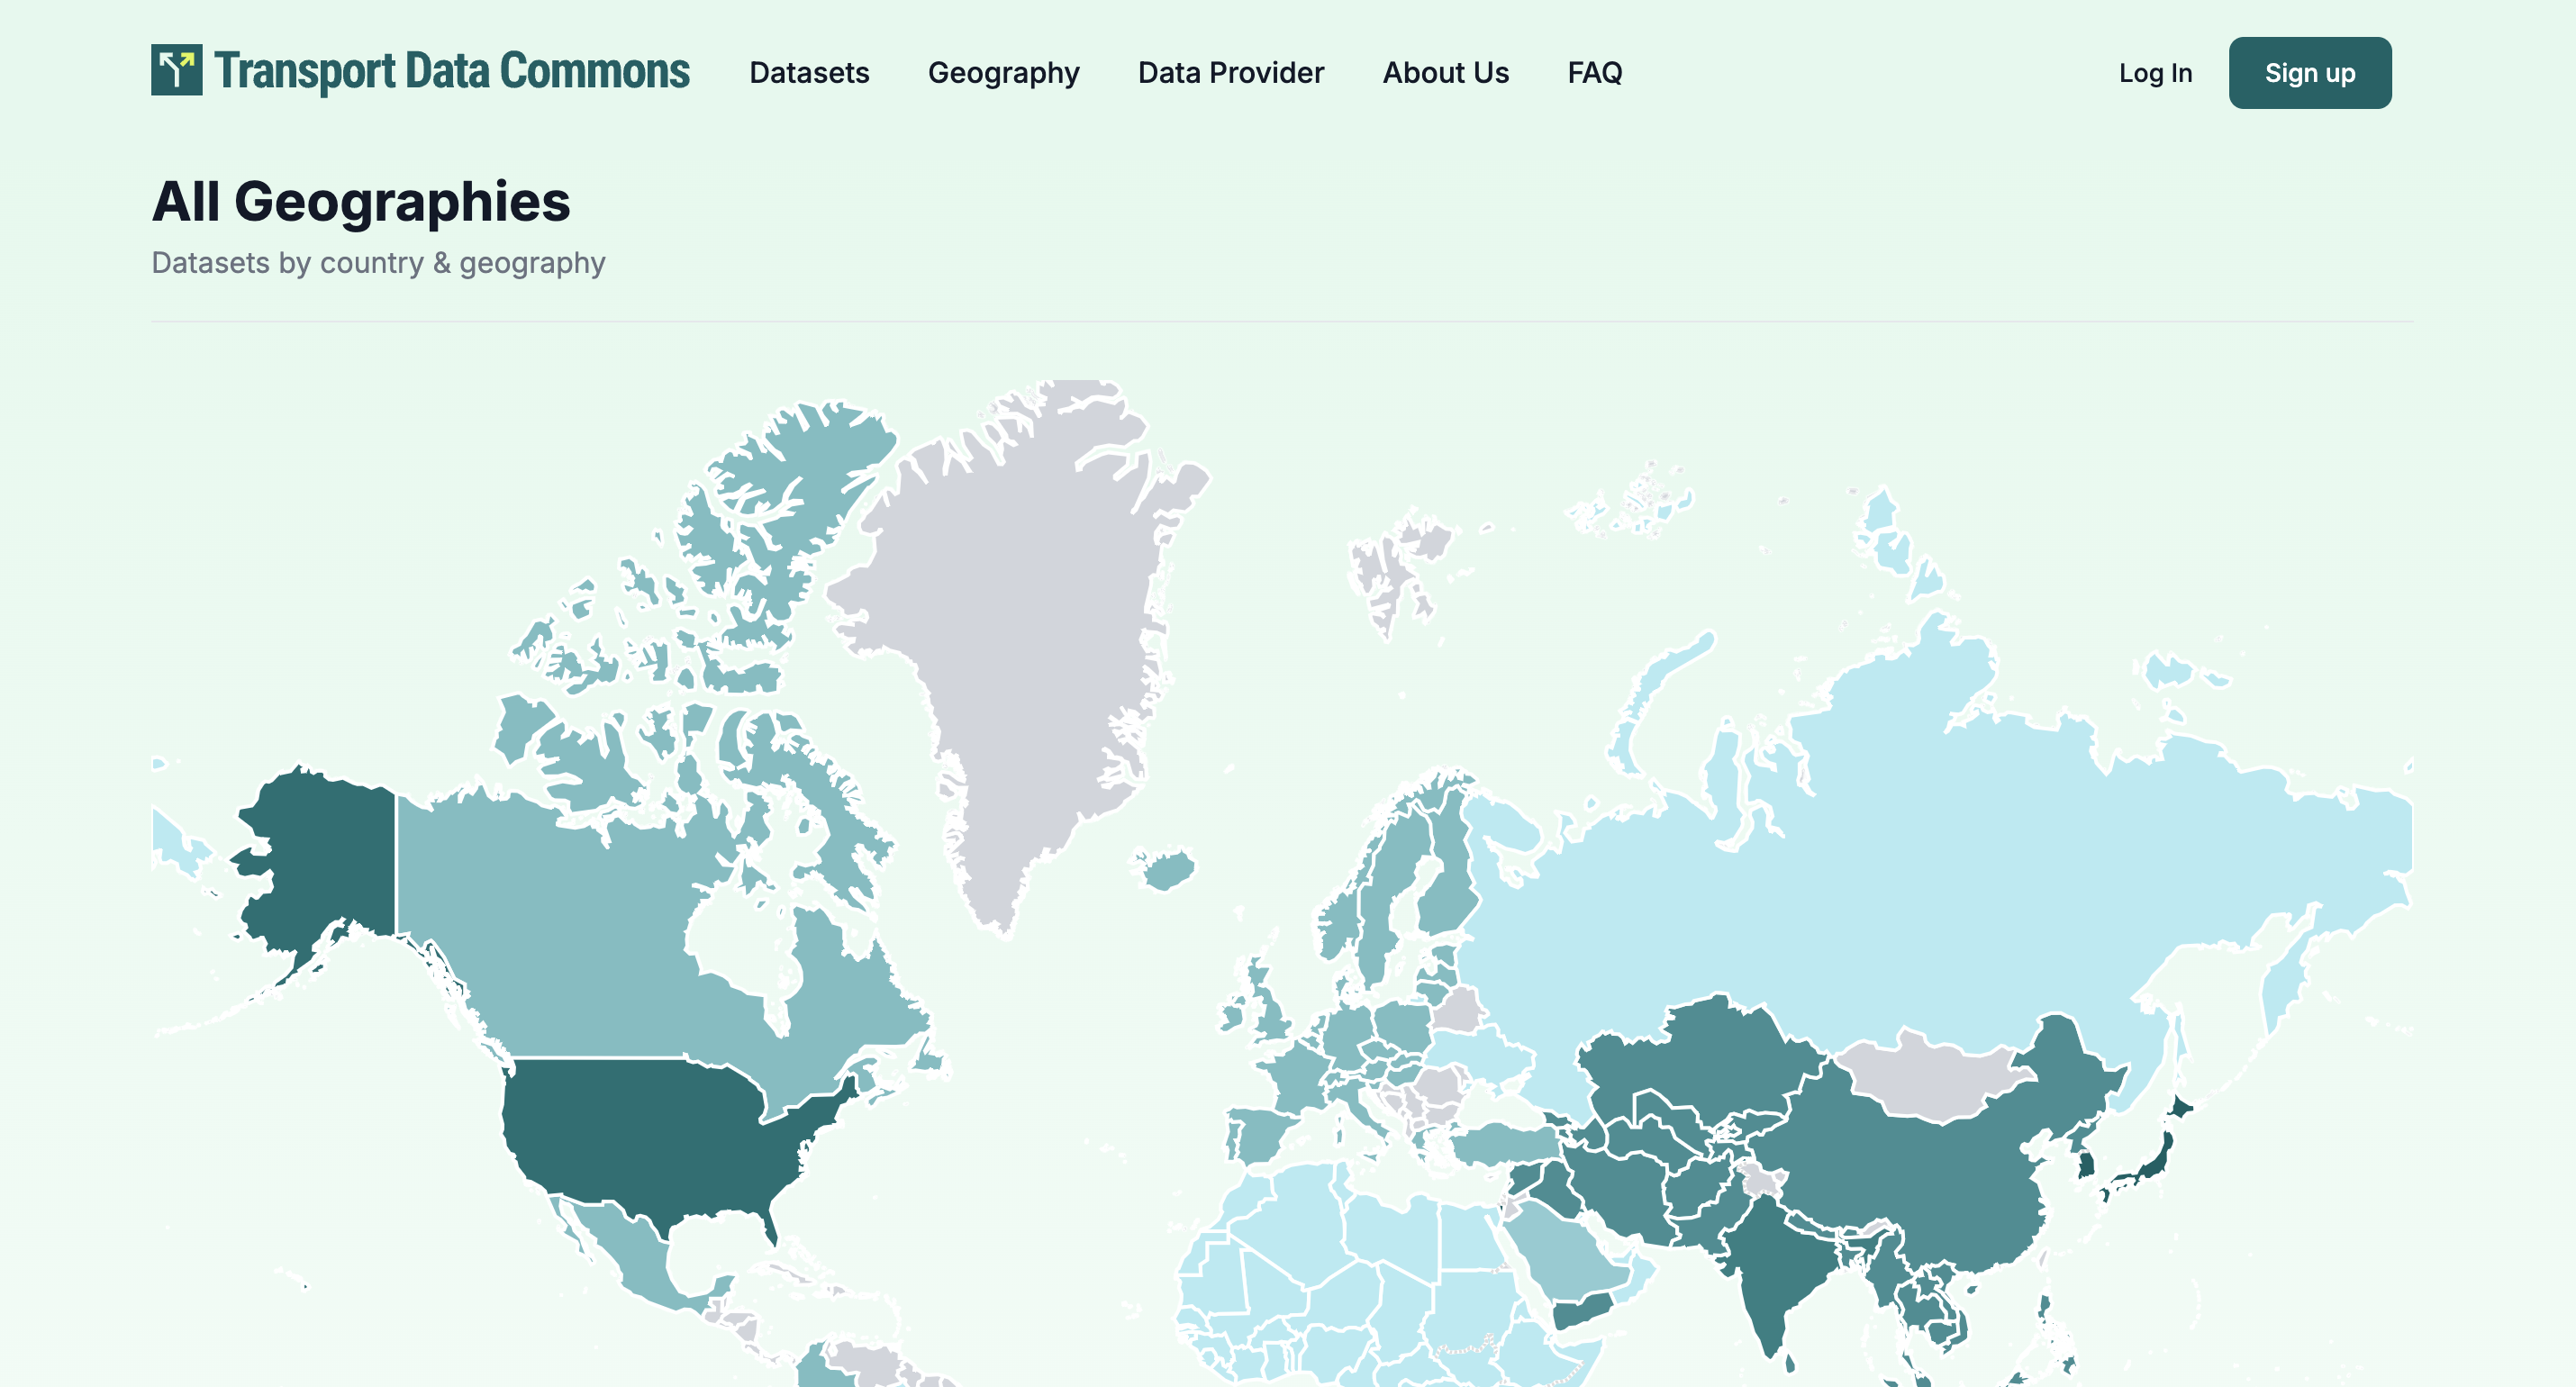 Transport Data Commons
Datasets
Geography
Data Provider
About Us
FAQ
Log In
Sign up
All Geographies
Datasets by country & geography